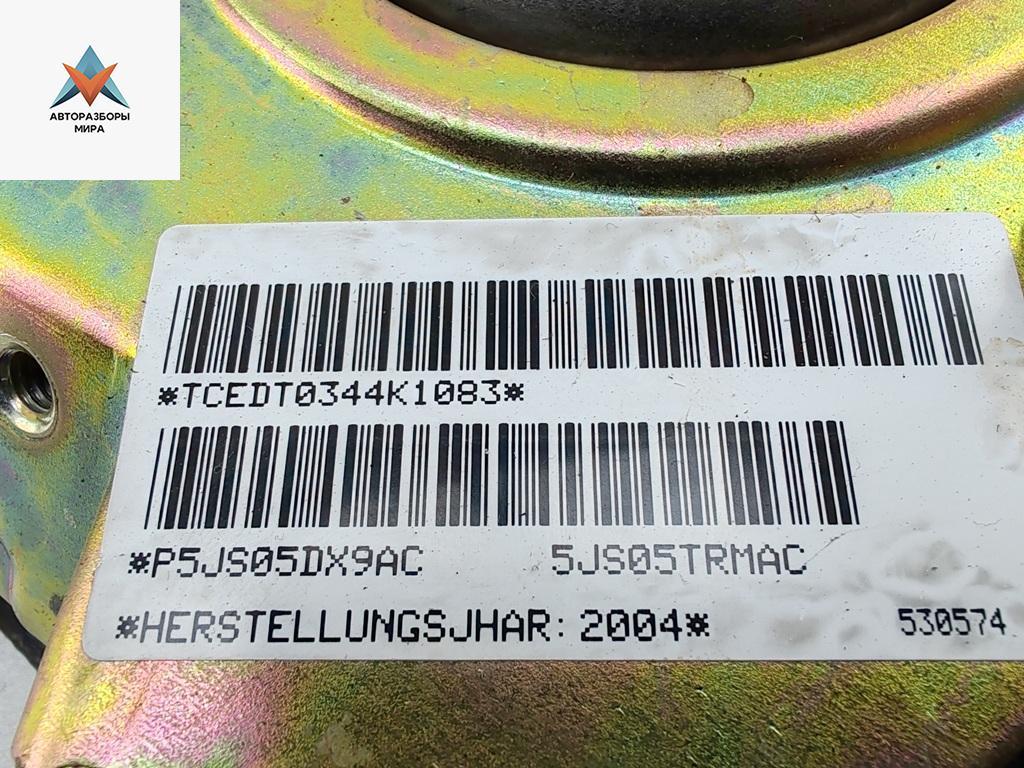 АВТОРАЗБОРЫ
МИРА
*TCEDT0344K1083*
*P5JS05DX9AC 5JS05TRMAC
*HERSTELLUNGSJHAR: 2004* 530574